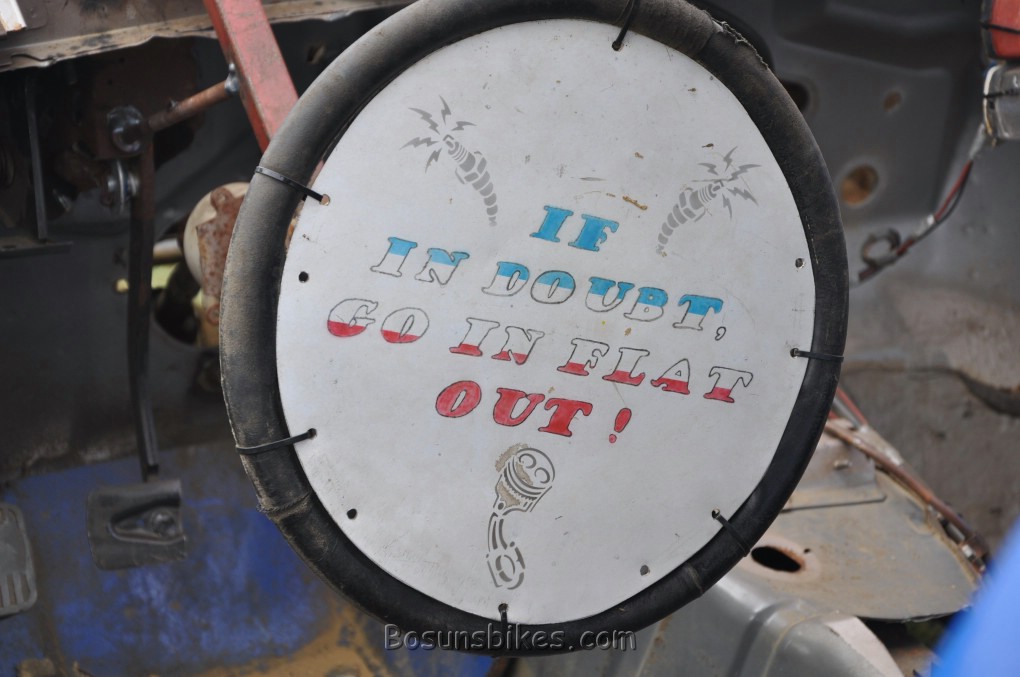 IF
IN DOUBT,
GO IN FLAT
OUT!
Bosunsbikes.com